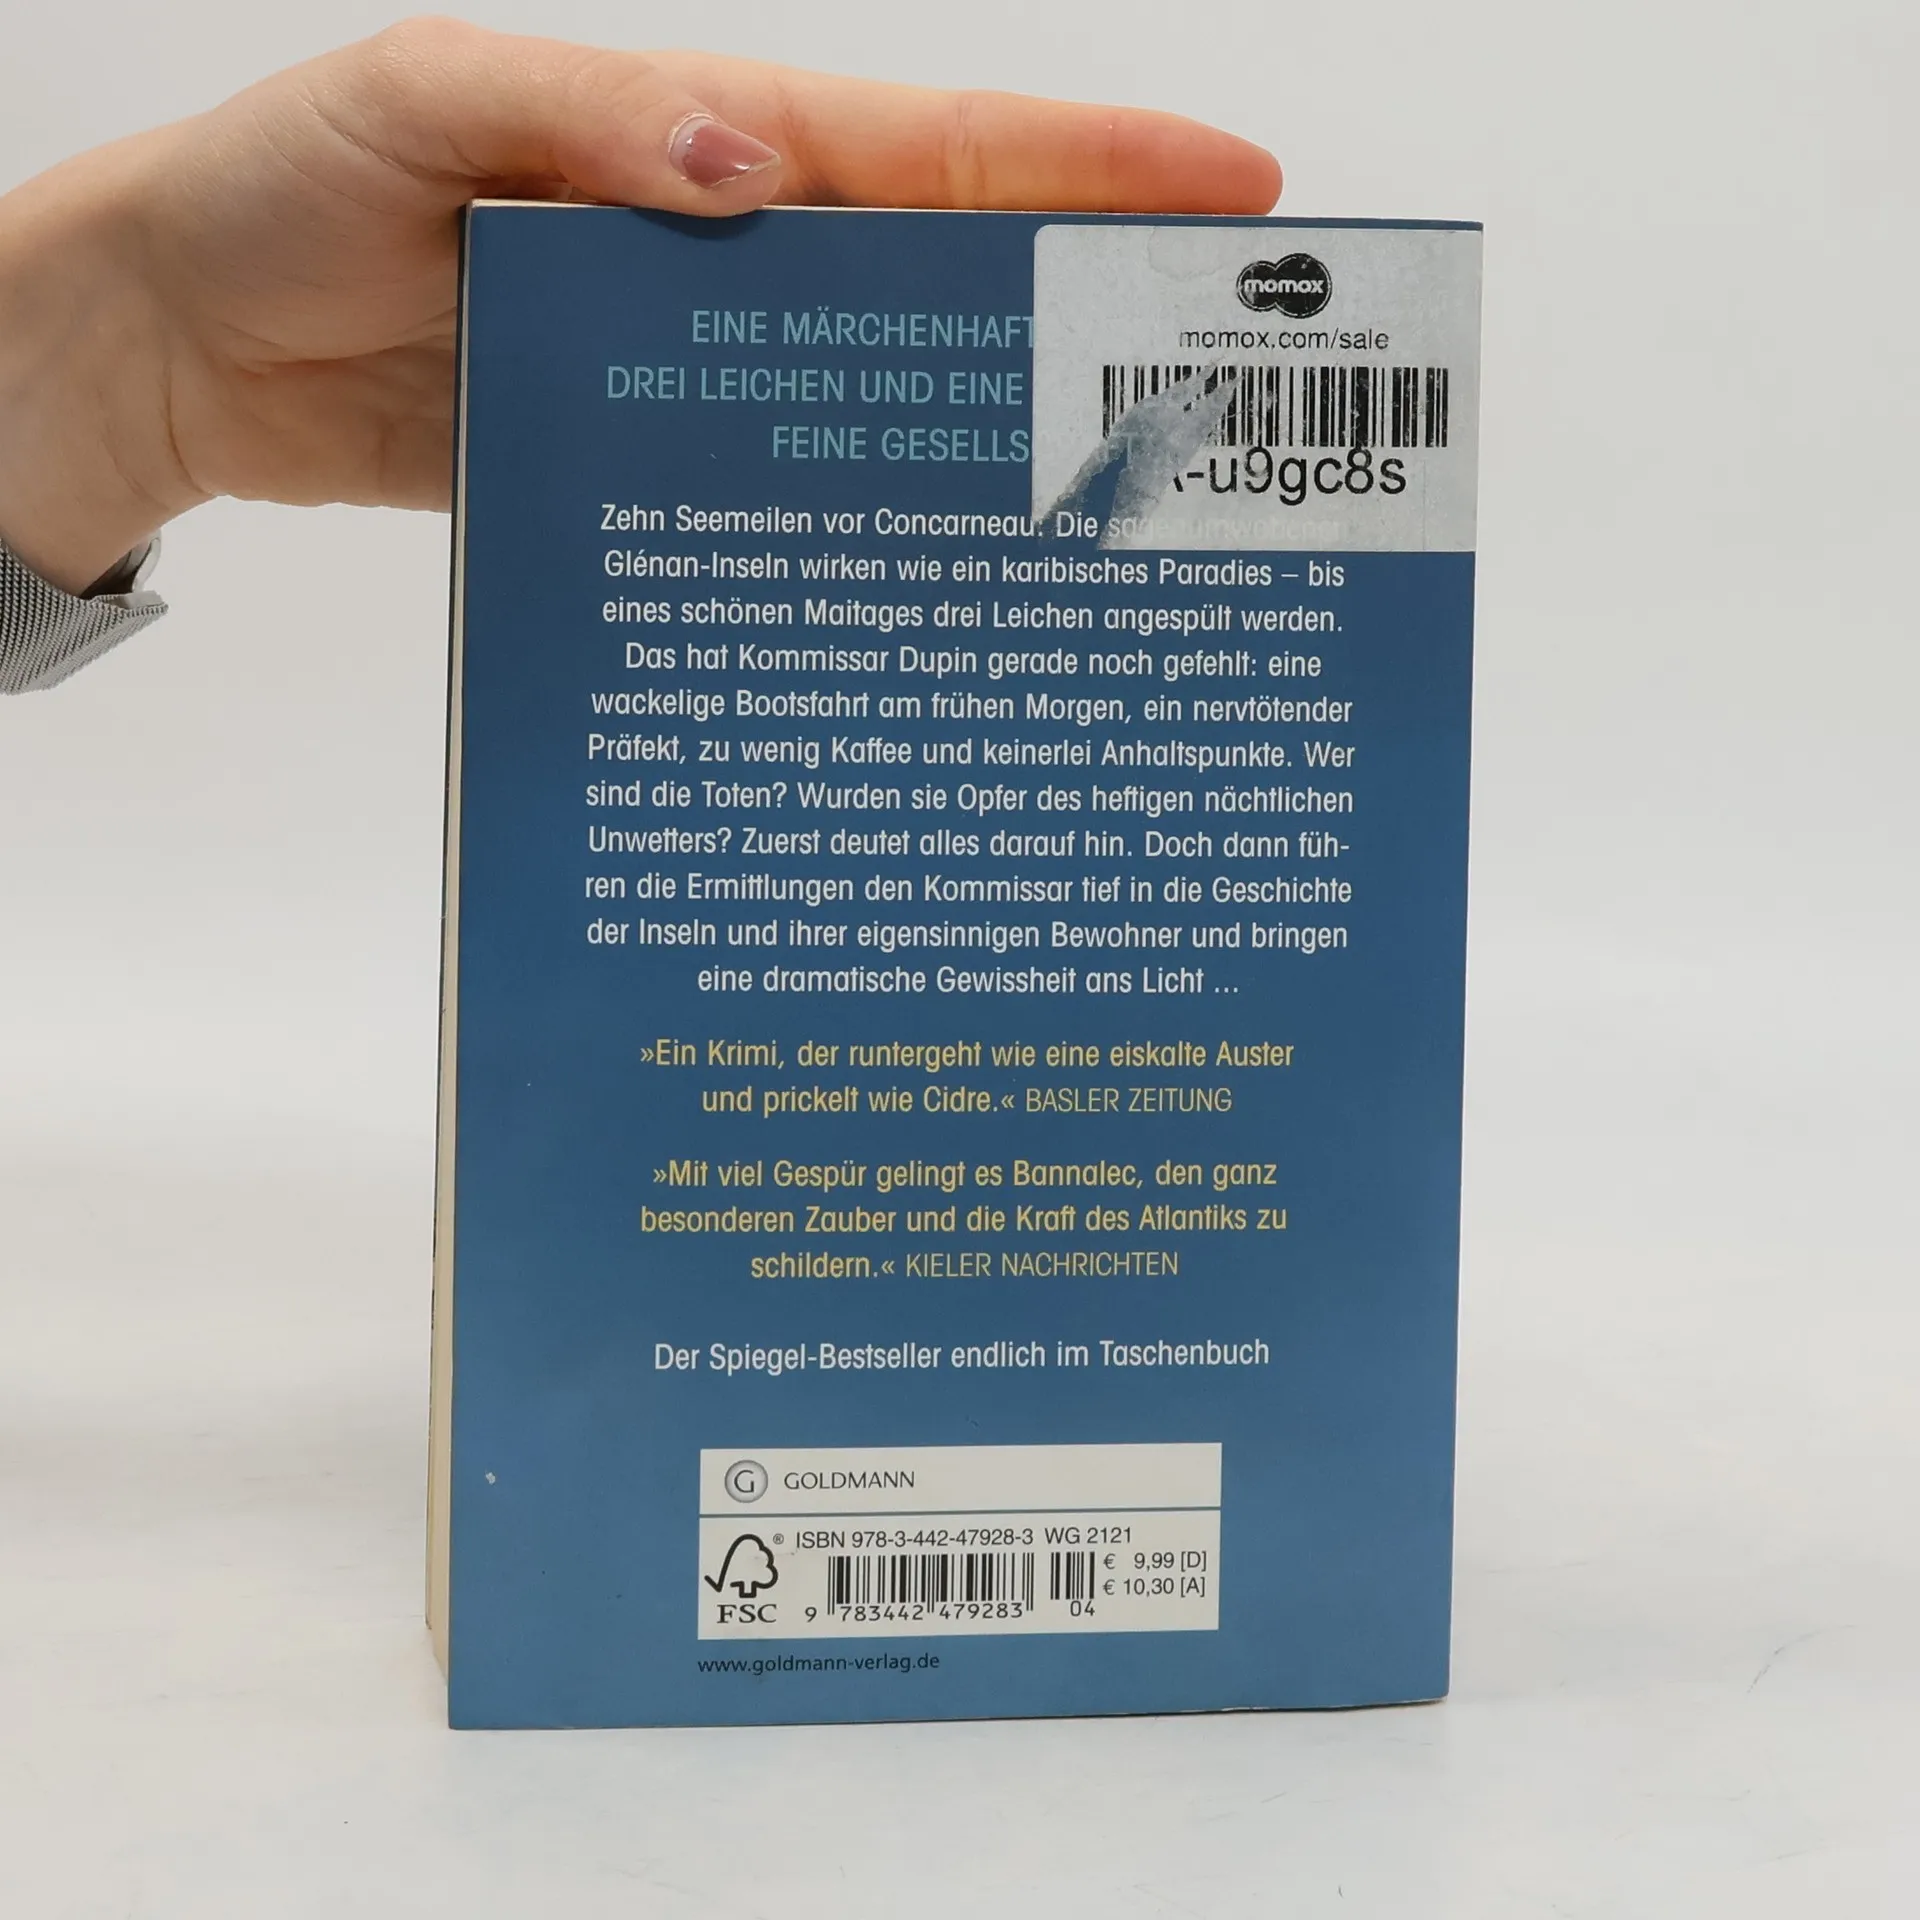 momox
momox.com/sale
-u9gc8s
EINE MÄRCHENHAFT
DREI LEICHEN UND EINE
FEINE GESELLS
Zehn Seemeilen vor Concarneau. Die sagenumwobenen
Glénan-Inseln wirken wie ein karibisches Paradies – bis
eines schönen Maitages drei Leichen angespült werden.
Das hat Kommissar Dupin gerade noch gefehlt: eine
wackelige Bootsfahrt am frühen Morgen, ein nervtötender
Präfekt, zu wenig Kaffee und keinerlei Anhaltspunkte. Wer
sind die Toten? Wurden sie Opfer des heftigen nächtlichen
Unwetters? Zuerst deutet alles darauf hin. Doch dann füh-
ren die Ermittlungen den Kommissar tief in die Geschichte
der Inseln und ihrer eigensinnigen Bewohner und bringen
eine dramatische Gewissheit ans Licht ...
»Ein Krimi, der runtergeht wie eine eiskalte Auster
und prickelt wie Cidre.« BASLER ZEITUNG
»Mit viel Gespür gelingt es Bannalec, den ganz
besonderen Zauber und die Kraft des Atlantiks zu
schildern.« KIELER NACHRICHTEN
Der Spiegel-Bestseller endlich im Taschenbuch
G GOLDMANN
® ISBN 978-3-442-47928-3 WG 2121
€ 9,99 [D]
€ 10,30 [A]
FSC 9 783442 479283 04
www.goldmann-verlag.de